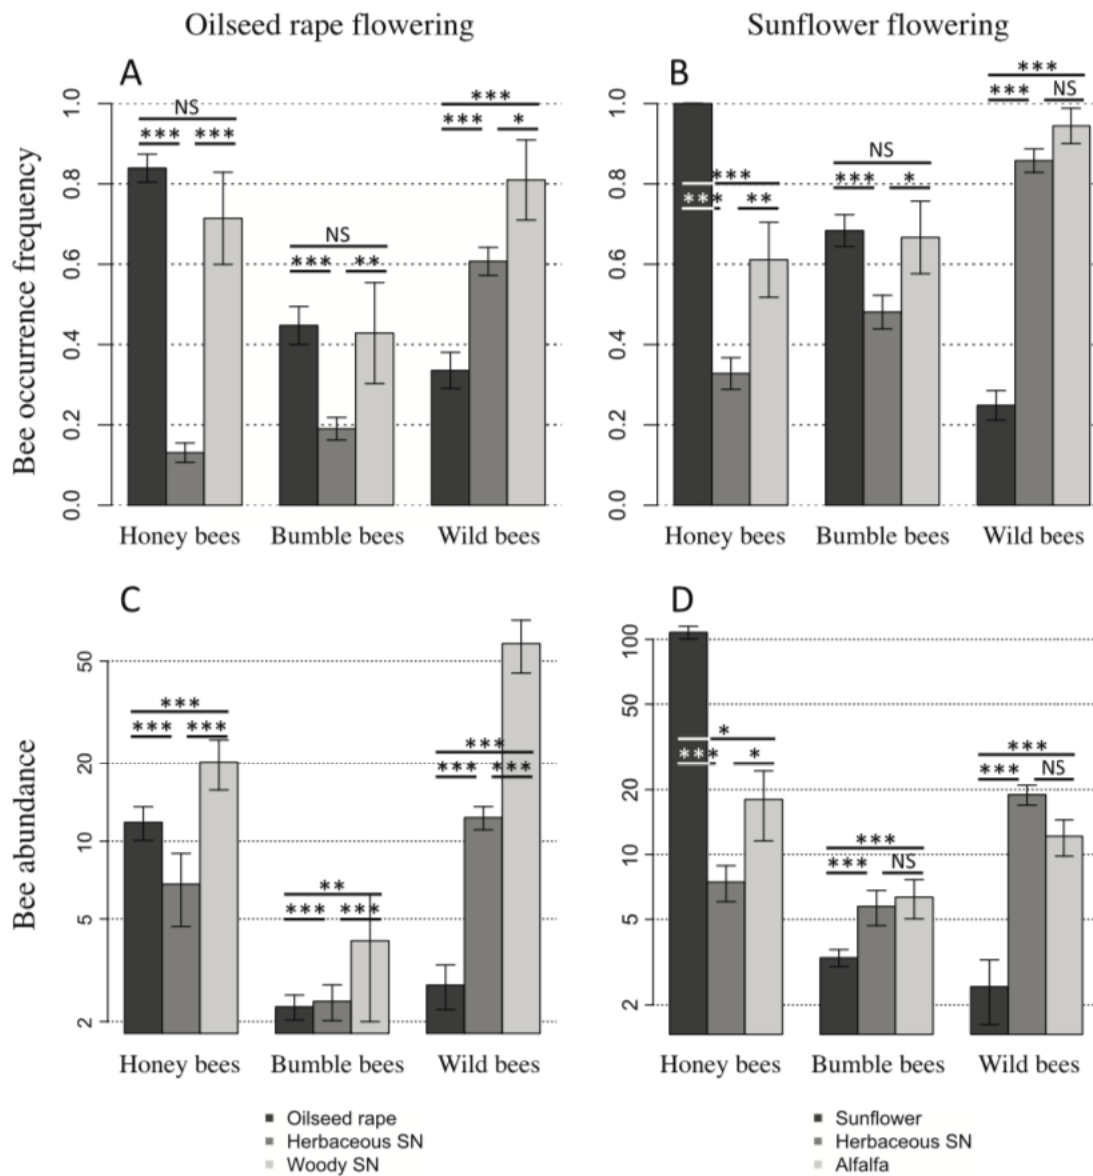 Oilseed rape flowering
Sunflower flowering
A
NS
*** ***
NS
*** **
***
*** *
Bee occurrence frequency
0.0 0.2 0.4 0.6 0.8 1.0
Honey bees Bumble bees Wild bees
B
***
*** **
NS
*** *
***
*** NS
0.0 0.2 0.4 0.6 0.8 1.0
Honey bees Bumble bees Wild bees
C
***
*** ***
**
*** ***
***
*** ***
Bee abundance
2 5 10 20 50
Honey bees Bumble bees Wild bees
D
*
*** *
***
*** NS
***
*** NS
2 5 10 20 50 100
Honey bees Bumble bees Wild bees
Oilseed rape
Herbaceous SN
Woody SN
Sunflower
Herbaceous SN
Alfalfa